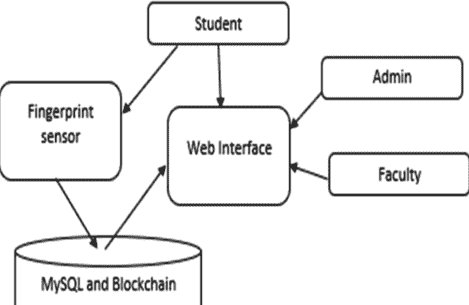 Student
Admin
Fingerprint
sensor
Web Interface
Faculty
MySQL and Blockchain